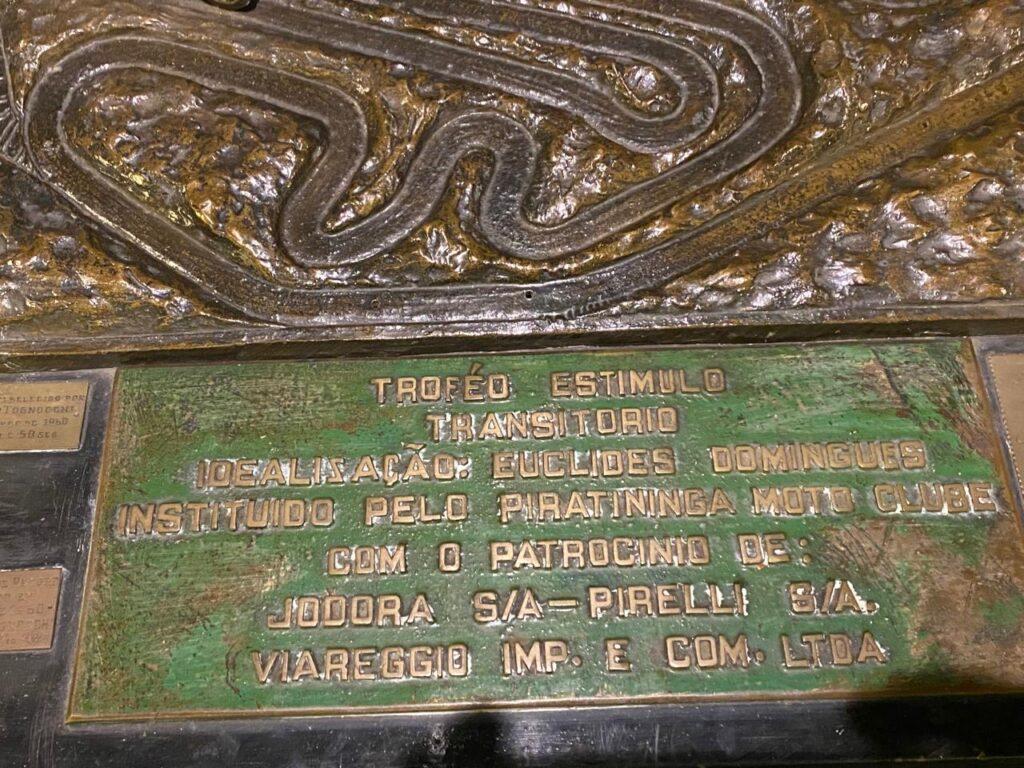 TROFÉO ESTIMULO
TRANSITORIO
IDEALIZAÇÃO: EUCLIDES DOMINGUES
INSTITUIDO PELO PIRATININGA MOTO CLUBE
COM O PATROCINIO DE:
JODORA S/A-PIRELLI S/A.
VIAREGGIO IMP. E COM. LTDA